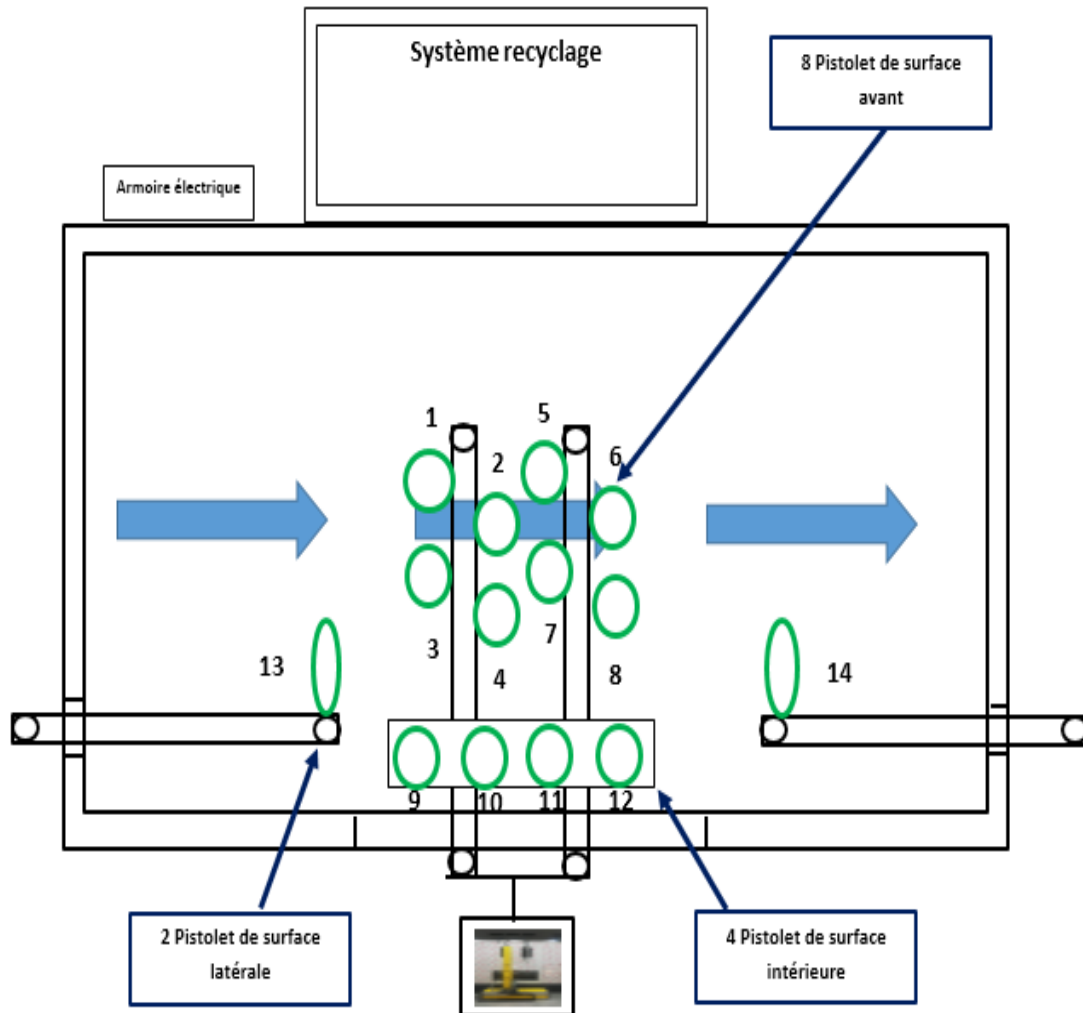 Système recyclage
8 Pistolet de surface
avant
Armoire électrique
1
5
2
6
3
7
4
8
13
14
9
10
11
12
2 Pistolet de surface
latérale
4 Pistolet de surface
intérieure